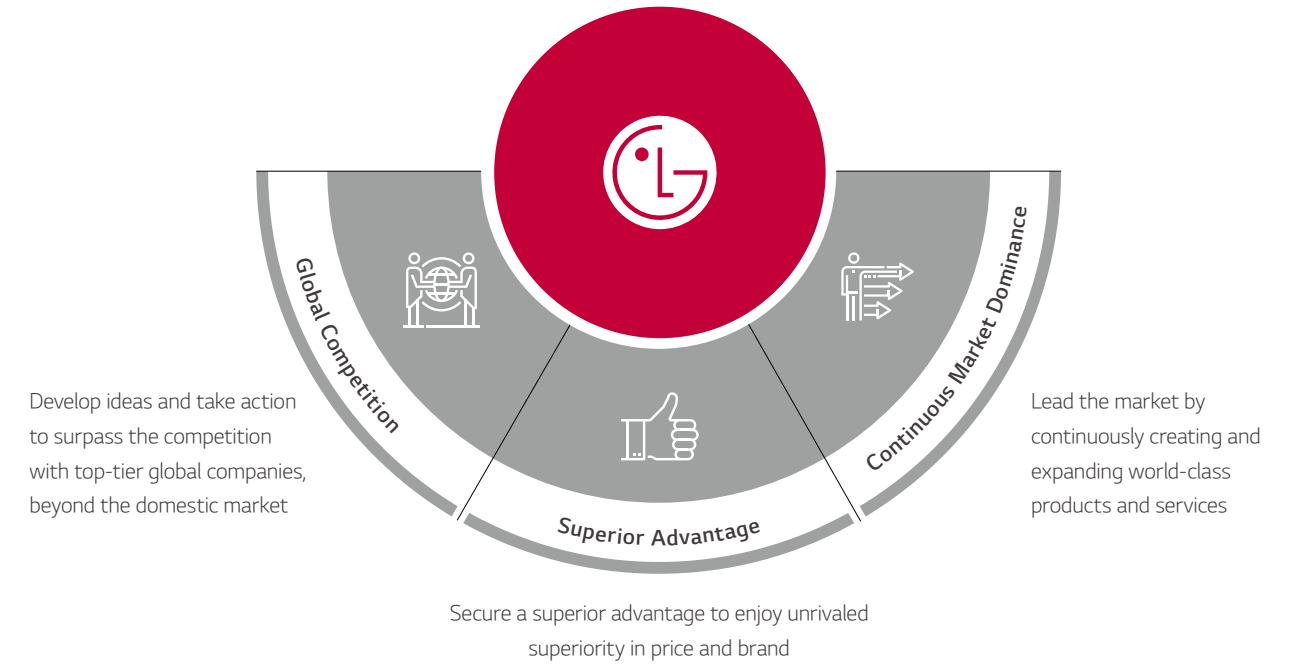 LG
Global Competition
Develop ideas and take action
to surpass the competition
with top-tier global companies,
beyond the domestic market
Superior Advantage
Secure a superior advantage to enjoy unrivaled
superiority in price and brand
Continuous Market Dominance
Lead the market by
continuously creating and
expanding world-class
products and services